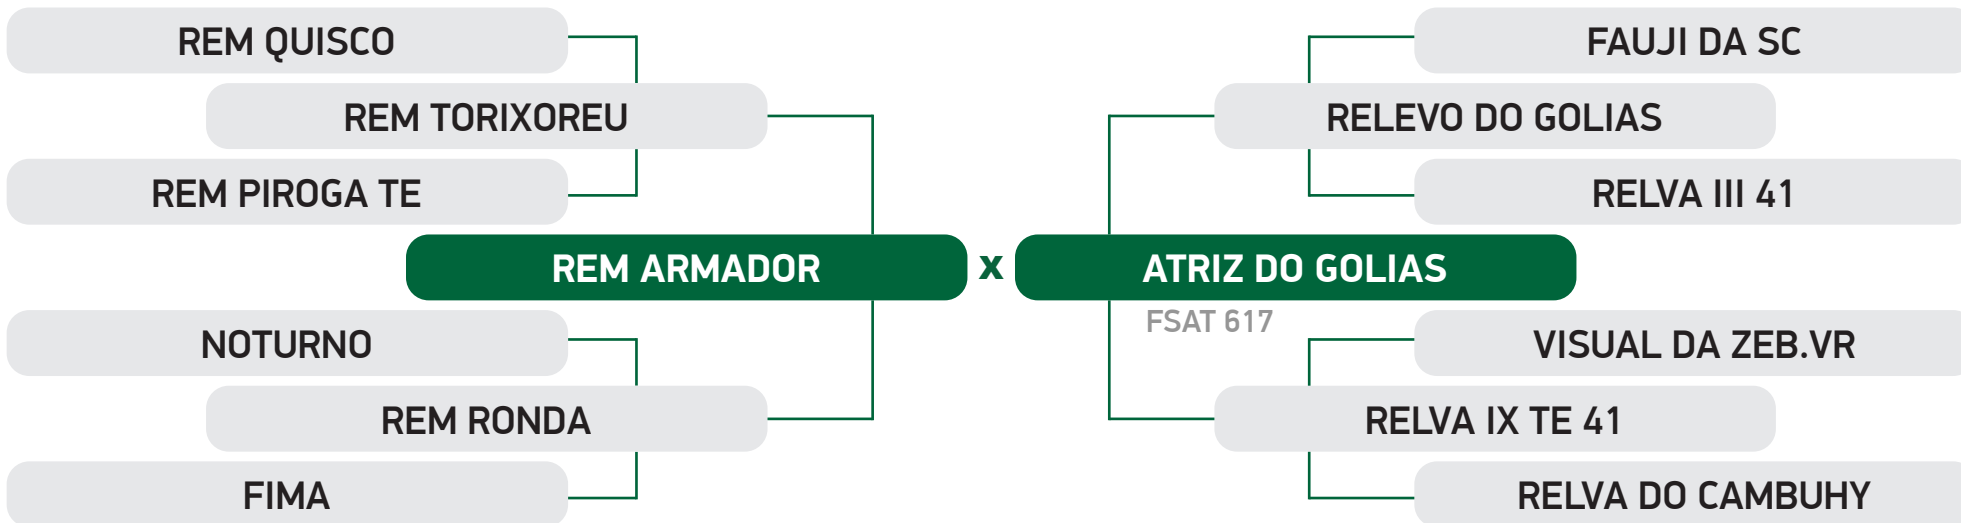 REM QUISCO
FAUJI DA SC
REM TORIXOREU
RELEVO DO GOLIAS
REM PIROGA TE
RELVA III 41
REM ARMADOR
x
ATRIZ DO GOLIAS
FSAT 617
NOTURNO
VISUAL DA ZEB.VR
REM RONDA
RELVA IX TE 41
FIMA
RELVA DO CAMBUHY